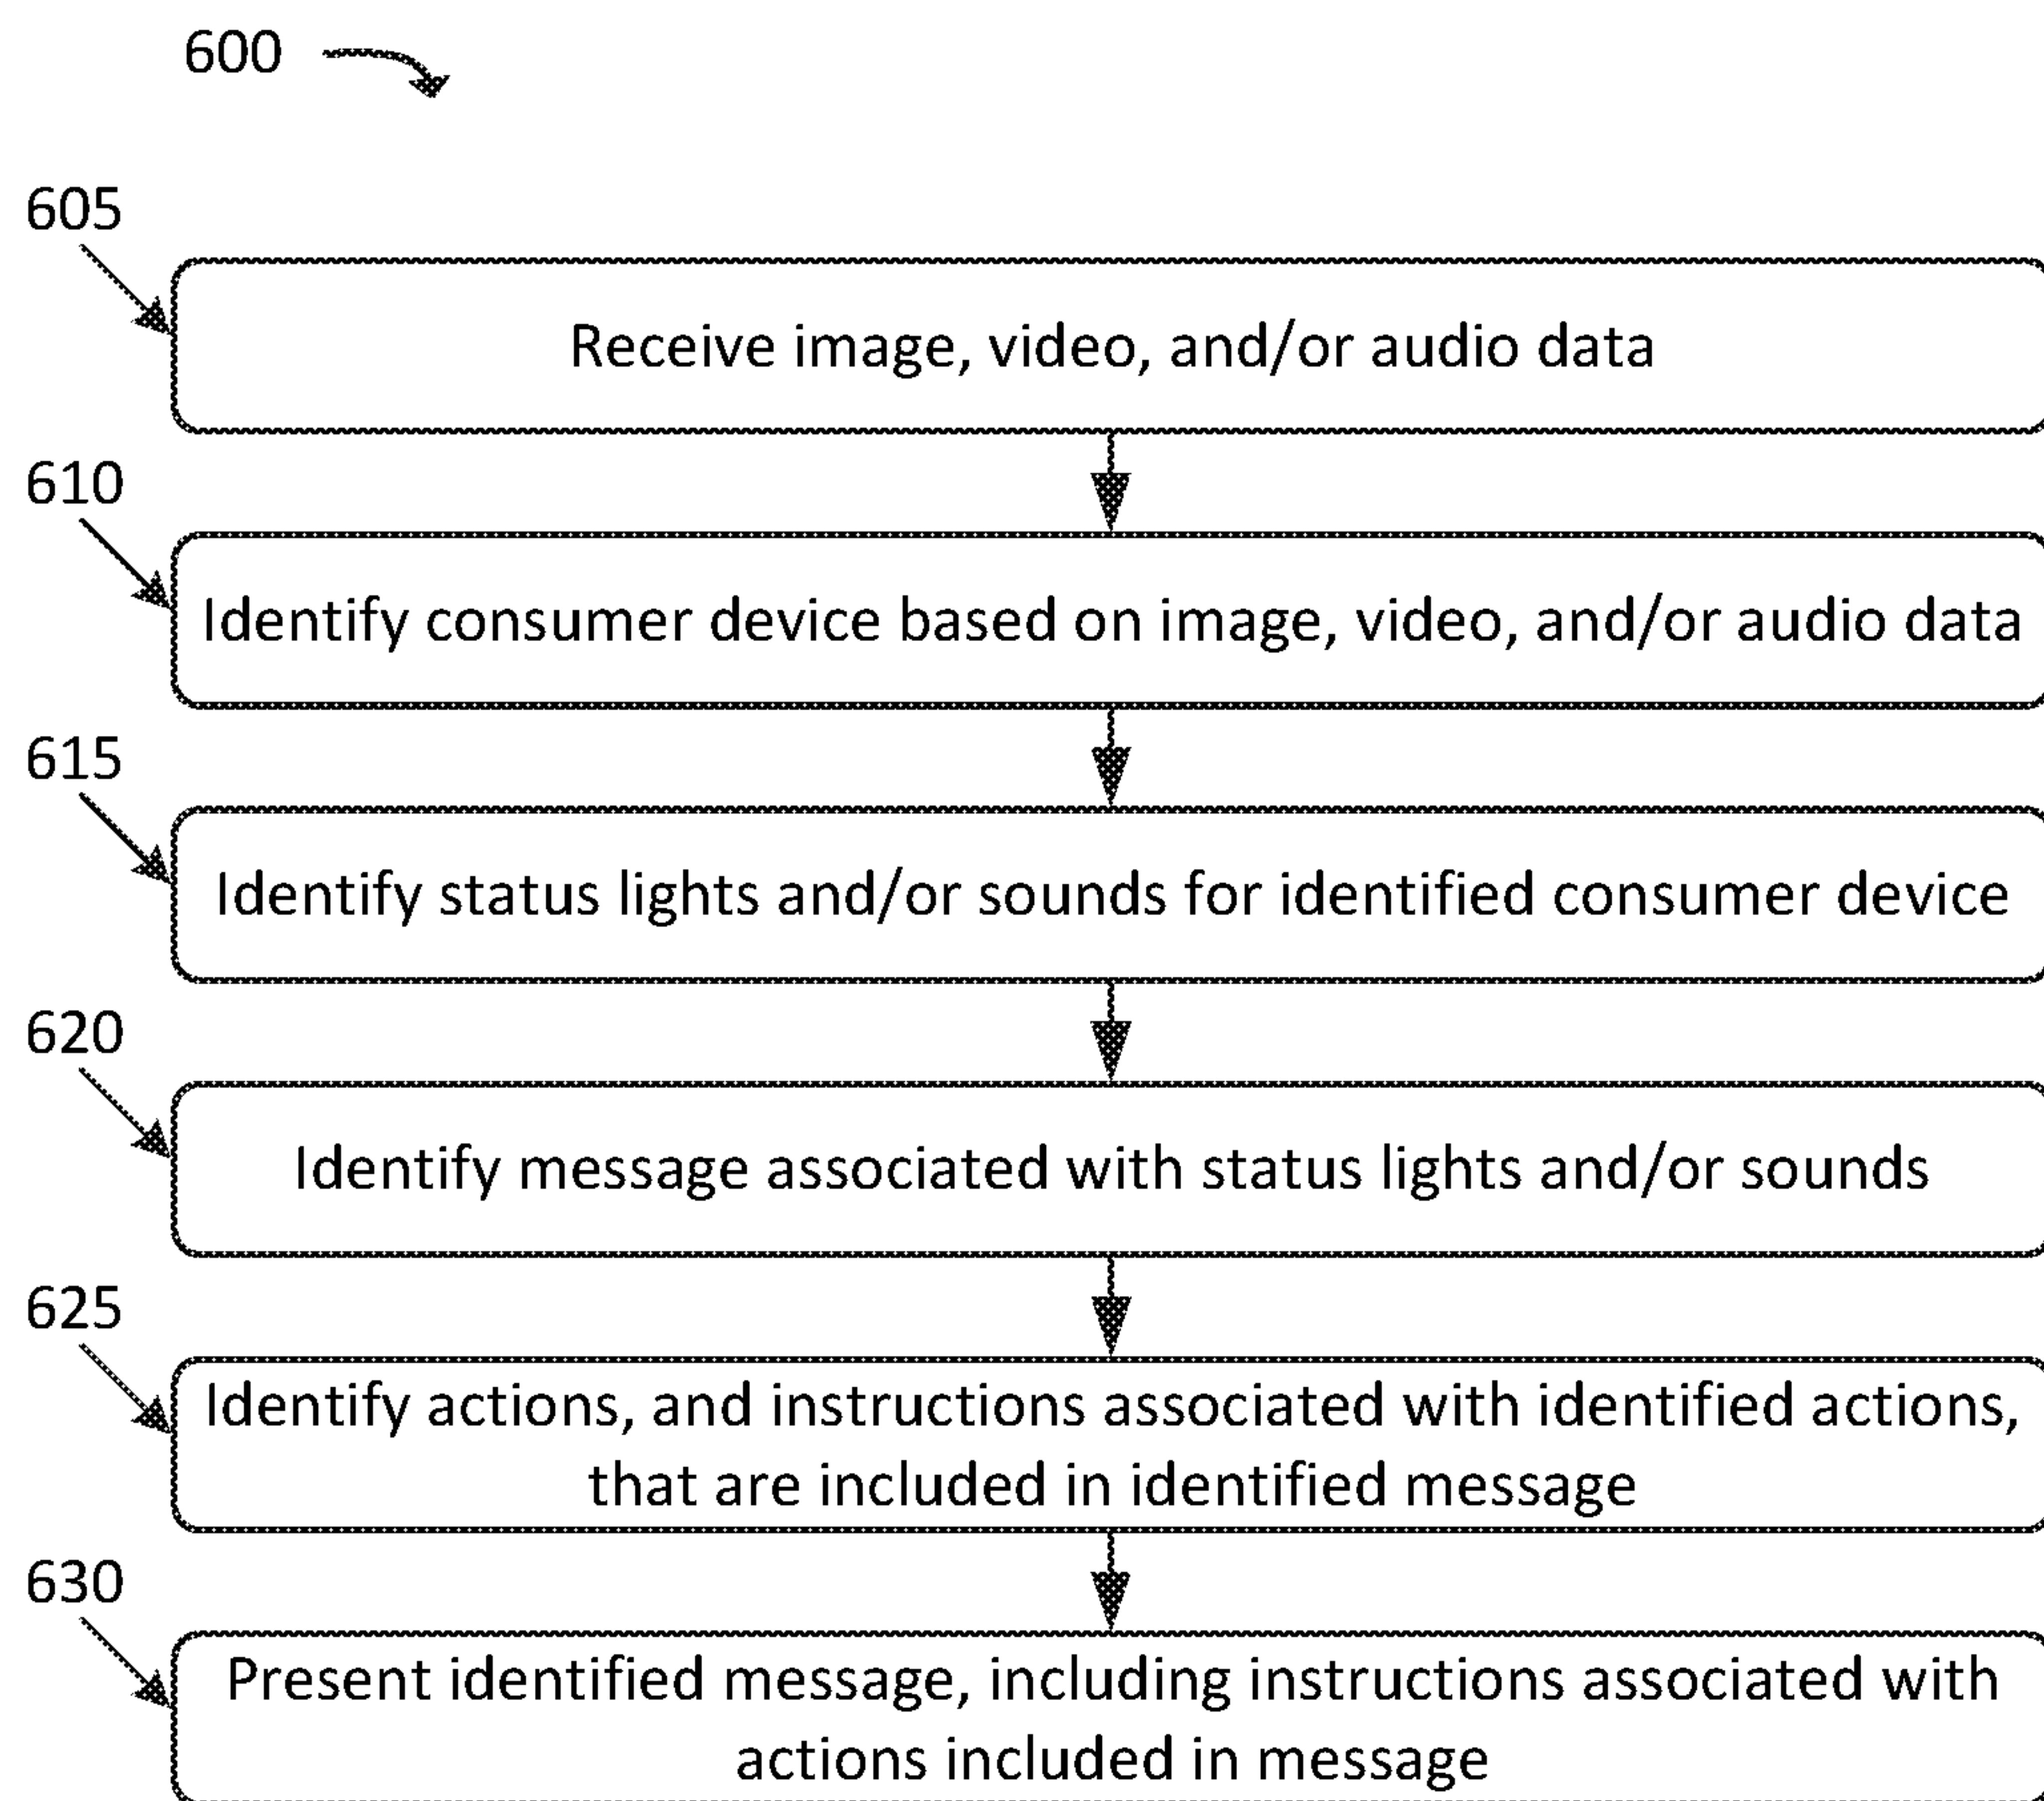 600
605
Receive image, video, and/or audio data
610
Identify consumer device based on image, video, and/or audio data
615
Identify status lights and/or sounds for identified consumer device
620
Identify message associated with status lights and/or sounds
625
Identify actions, and instructions associated with identified actions,
that are included in identified message
630
Present identified message, including instructions associated with
actions included in message